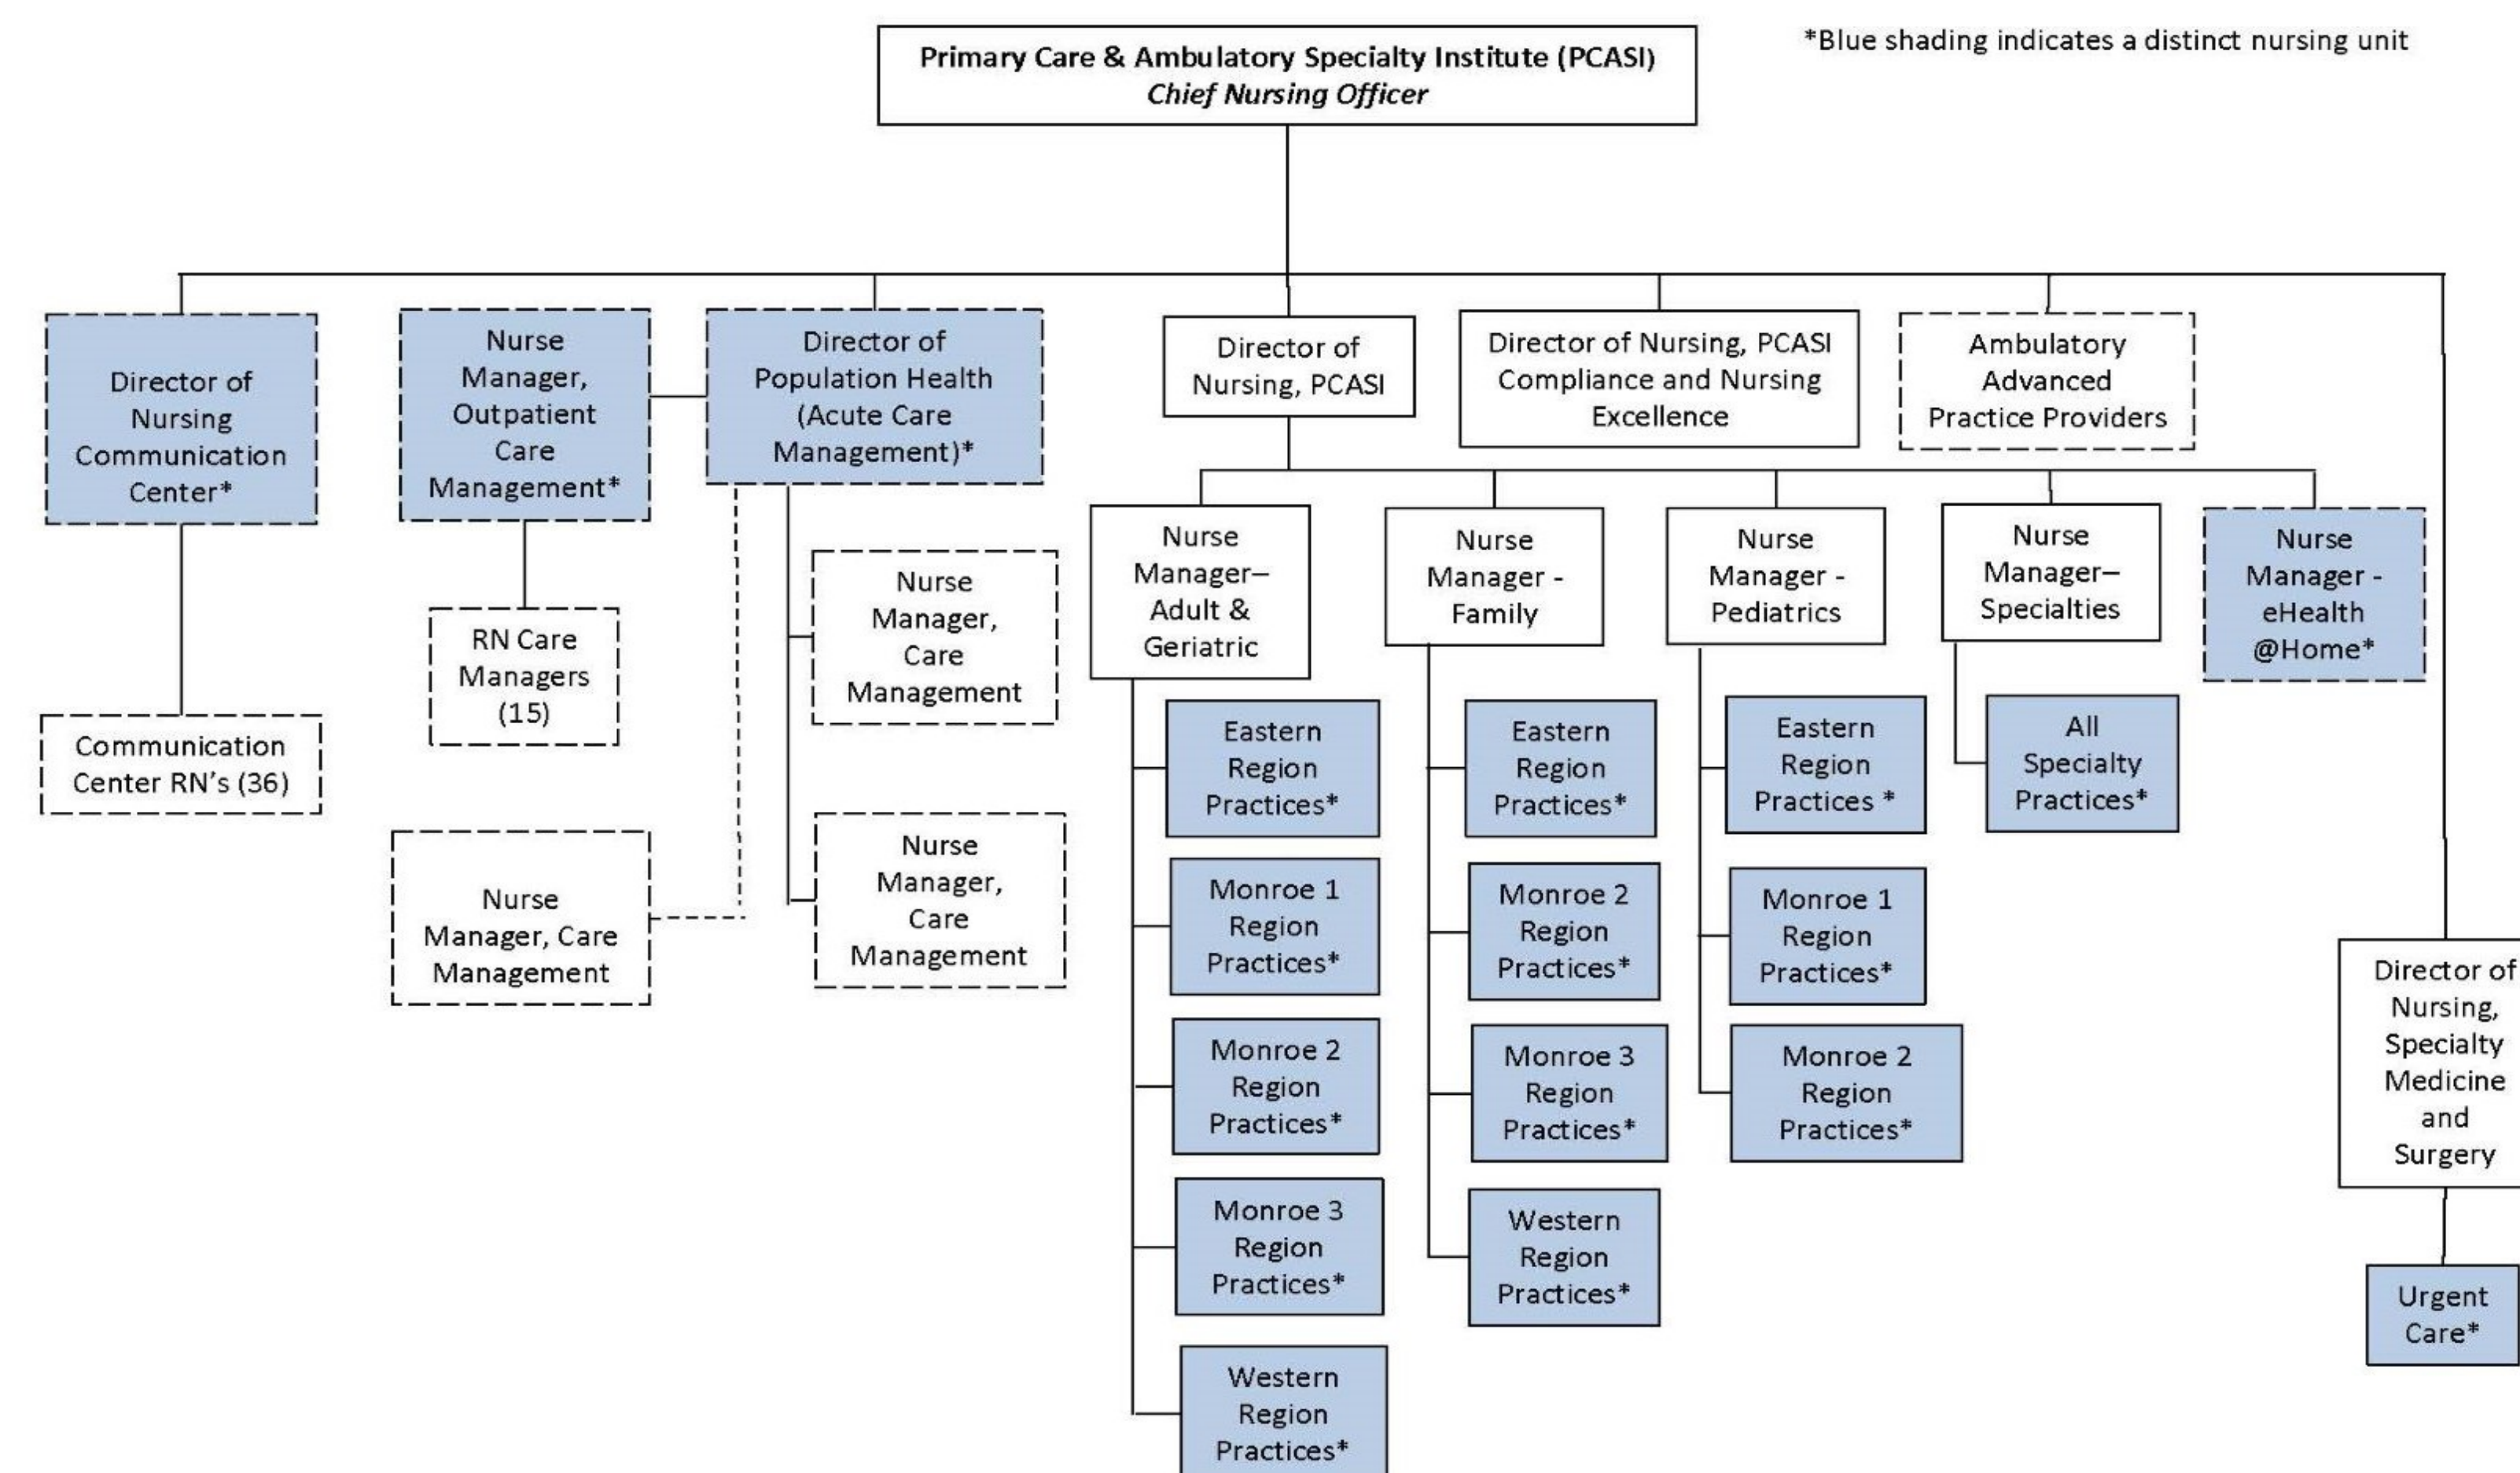 Primary Care & Ambulatory Specialty Institute (PCASI)
Chief Nursing Officer
*Blue shading indicates a distinct nursing unit
Director of
Nursing
Communication
Center*
Communication
Center RN's (36)
Nurse
Manager,
Outpatient
Care
Management*
RN Care
Managers
(15)
Nurse
Manager, Care
Management
Director of
Population Health
(Acute Care
Management)*
Nurse
Manager,
Care
Management
Nurse
Manager,
Care
Management
Director of
Nursing, PCASI
Director of Nursing, PCASI
Compliance and Nursing
Excellence
Ambulatory
Advanced
Practice Providers
Nurse
Manager–
Adult &
Geriatric
Eastern
Region
Practices*
Monroe 1
Region
Practices*
Monroe 2
Region
Practices*
Monroe 3
Region
Practices*
Western
Region
Practices*
Nurse
Manager -
Family
Eastern
Region
Practices*
Monroe 2
Region
Practices*
Monroe 3
Region
Practices*
Western
Region
Practices*
Nurse
Manager -
Pediatrics
Eastern
Region
Practices *
Monroe 1
Region
Practices*
Monroe 2
Region
Practices*
Nurse
Manager–
Specialties
All
Specialty
Practices*
Nurse
Manager -
eHealth
@Home*
Director of
Nursing,
Specialty
Medicine
and
Surgery
Urgent
Care*